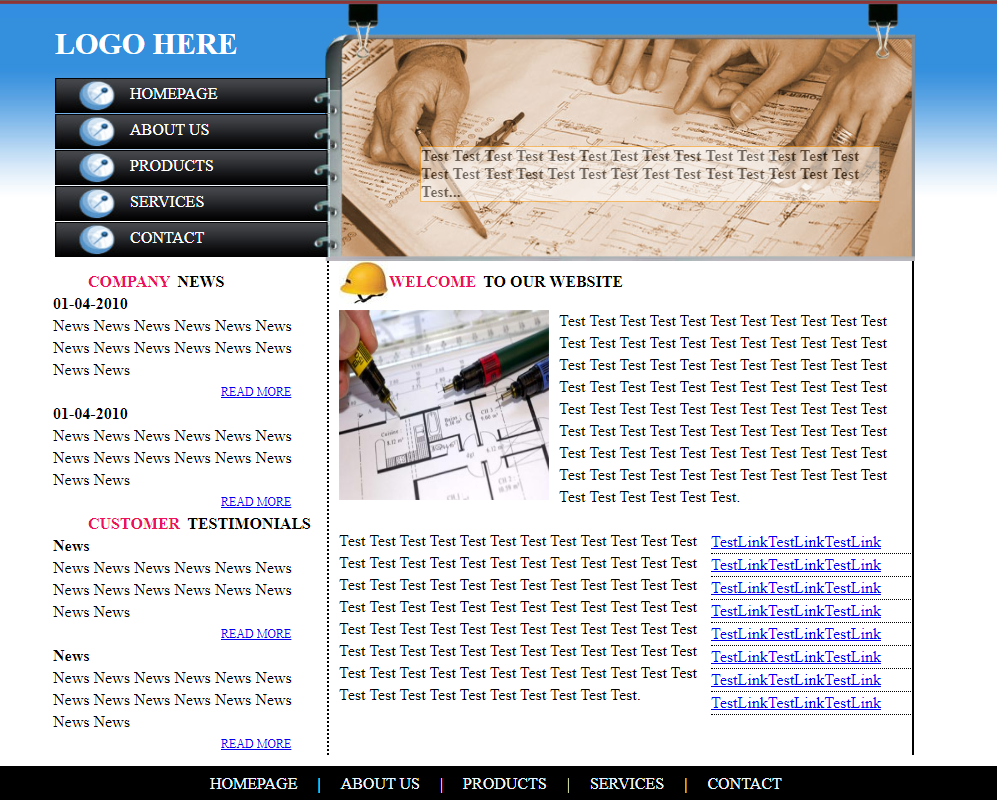 LOGO HERE
HOMEPAGE
ABOUT US
PRODUCTS
SERVICES
CONTACT
Test Test Test Test Test Test Test Test Test Test Test Test Test Test
Test Test Test Test Test Test Test Test Test Test Test Test Test Test
Test...
COMPANY NEWS
01-04-2010
News News News News News News
News News News News News News
News News
READ MORE
01-04-2010
News News News News News News
News News News News News News
News News
READ MORE
CUSTOMER TESTIMONIALS
News
News News News News News News
News News News News News News
News News
READ MORE
News
News News News News News News
News News News News News News
News News
READ MORE
WELCOME TO OUR WEBSITE
Test Test Test Test Test Test Test Test Test Test Test
Test Test Test Test Test Test Test Test Test Test Test
Test Test Test Test Test Test Test Test Test Test Test
Test Test Test Test Test Test Test Test Test Test Test
Test Test Test Test Test Test Test Test Test Test Test
Test Test Test Test Test Test Test Test Test Test Test
Test Test Test Test Test Test Test Test Test Test Test
Test Test Test Test Test Test Test Test Test Test Test
Test Test Test Test Test Test.
Test Test Test Test Test Test Test Test Test Test Test Test
Test Test Test Test Test Test Test Test Test Test Test Test
Test Test Test Test Test Test Test Test Test Test Test Test
Test Test Test Test Test Test Test Test Test Test Test Test
Test Test Test Test Test Test Test Test Test Test Test Test
Test Test Test Test Test Test Test Test Test Test Test Test
Test Test Test Test Test Test Test Test Test Test Test Test
Test Test Test Test Test Test Test Test Test Test.
TestLinkTestLinkTestLink
TestLinkTestLinkTestLink
TestLinkTestLinkTestLink
TestLinkTestLinkTestLink
TestLinkTestLinkTestLink
TestLinkTestLinkTestLink
TestLinkTestLinkTestLink
TestLinkTestLinkTestLink
HOMEPAGE | ABOUT US | PRODUCTS | SERVICES | CONTACT